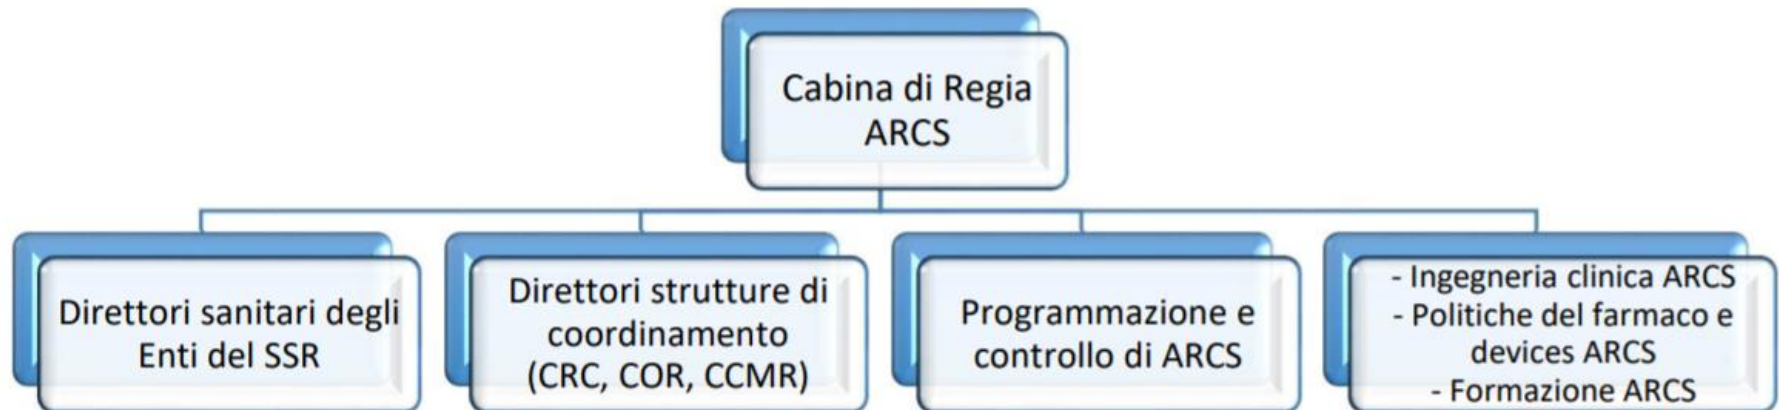 Cabina di Regia
ARCS
Direttori sanitari degli
Enti del SSR
Direttori strutture di
coordinamento
(CRC, COR, CCMR)
Programmazione e
controllo di ARCS
- Ingegneria clinica ARCS
- Politiche del farmaco e
devices ARCS
- Formazione ARCS